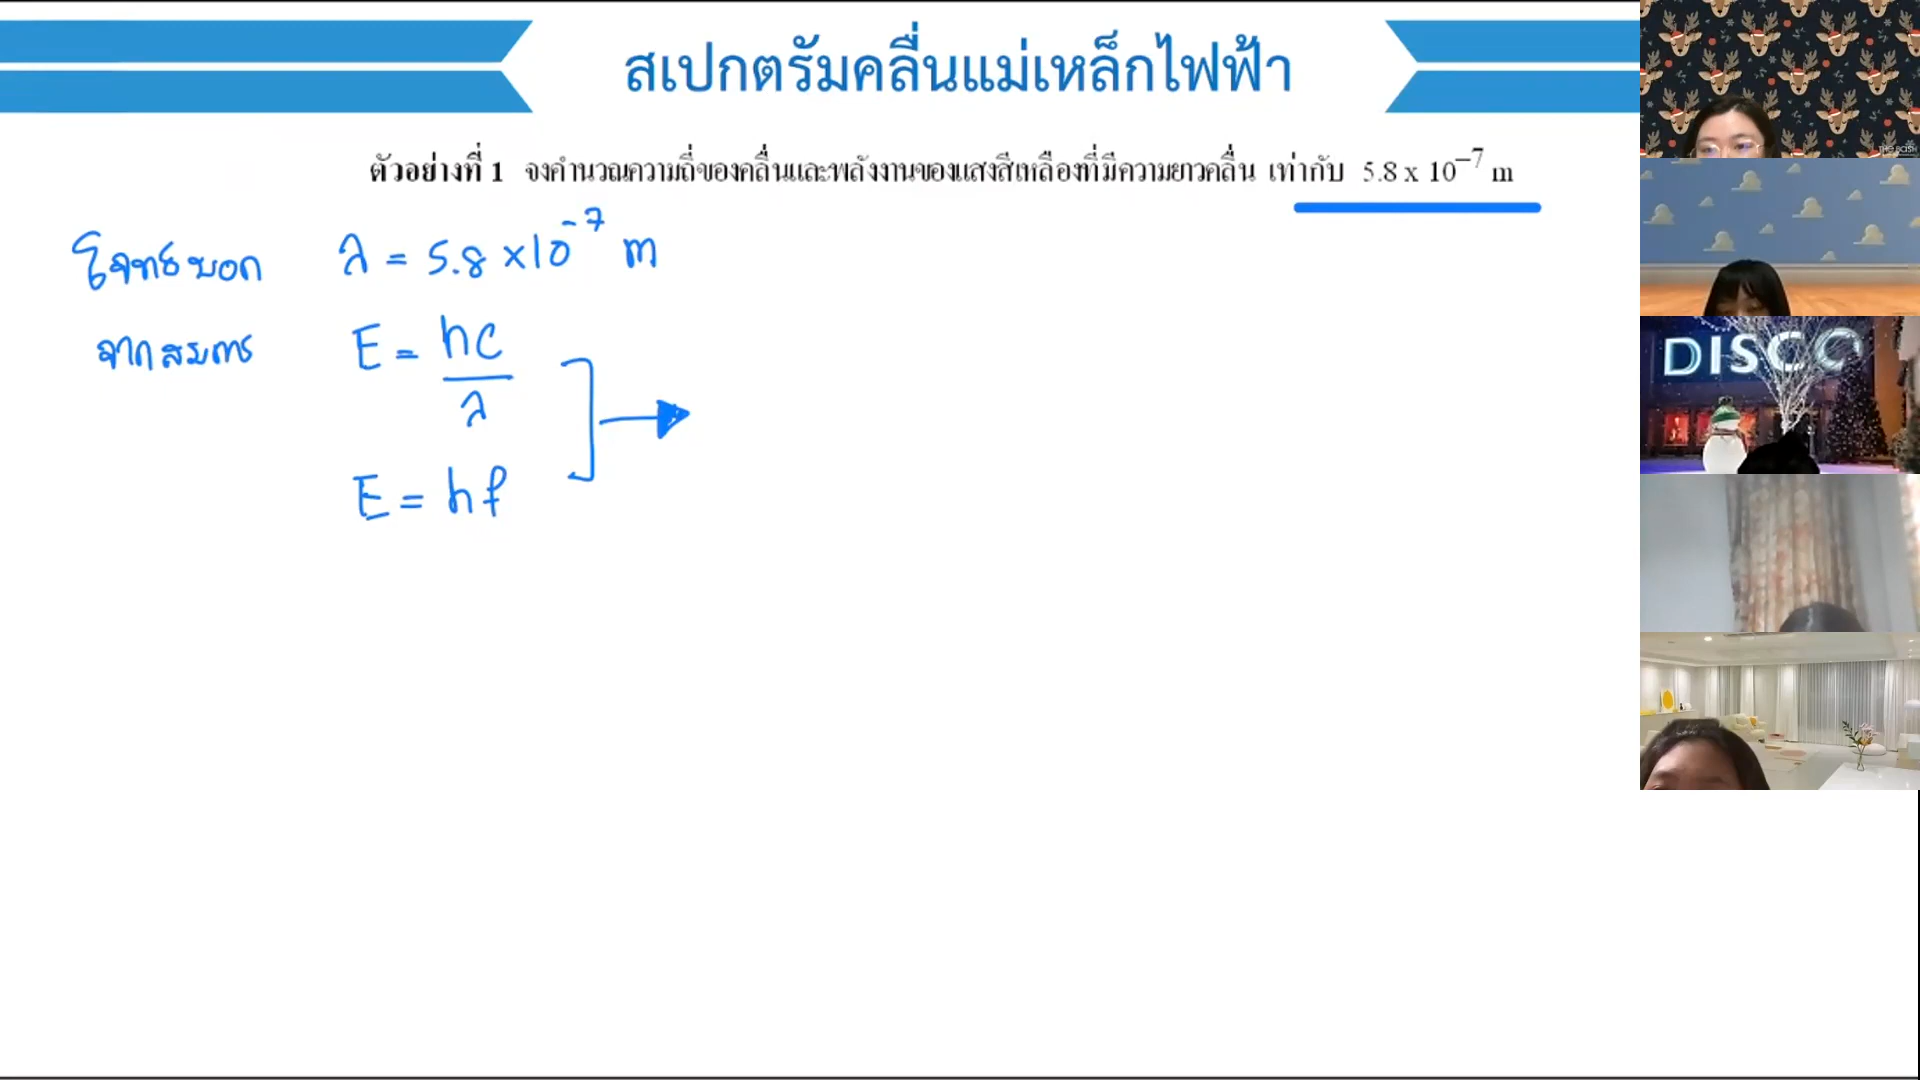 สเปกตรัมคลื่นแม่เหล็กไฟฟ้า
ตัวอย่างที่ 1 จงคำนวณความถี่ของคลื่นและพลังงานของแสงสีเหลืองที่มีความยาวคลื่น เท่ากับ 5.8 x 10⁻⁷ m
โจทย์บอก λ = 5.8 ×10⁻⁷ m
จากสมการ E = hc/λ
E = hf
DISCO